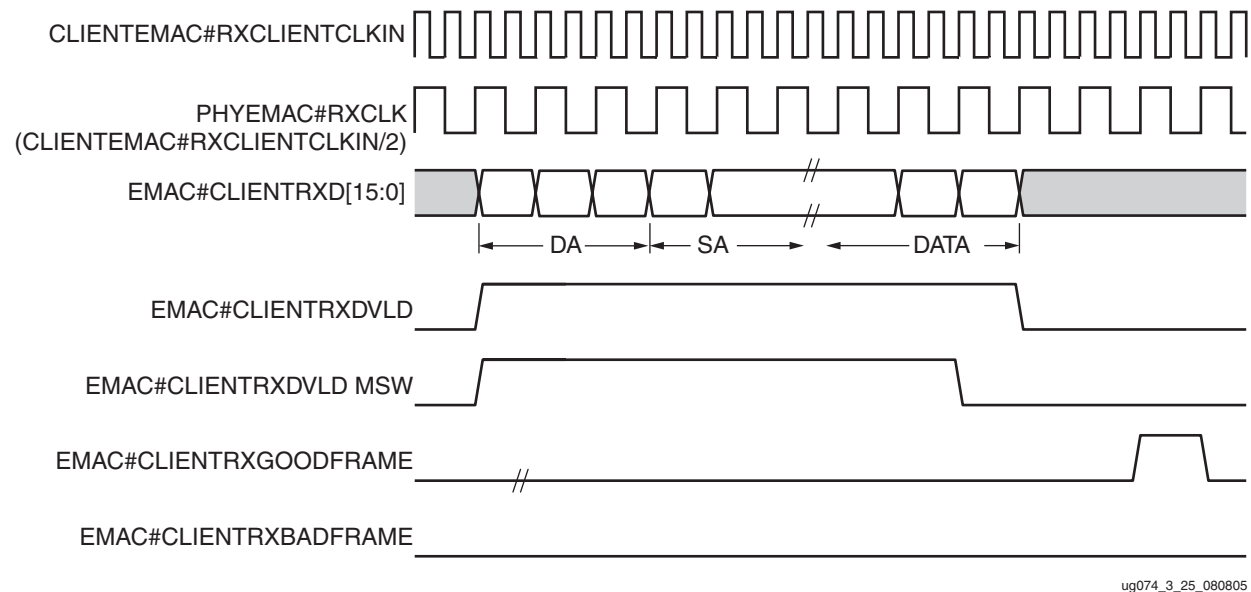 CLIENTEMAC#RXCLIENTCLKIN
PHYEMAC#RXCLK
(CLIENTEMAC#RXCLIENTCLKIN/2)
EMAC#CLIENTRXD[15:0]
DA SA DATA
EMAC#CLIENTRXDVLD
EMAC#CLIENTRXDVLD MSW
EMAC#CLIENTRXGOODFRAME
EMAC#CLIENTRXBADFRAME
ug074_3_25_080805